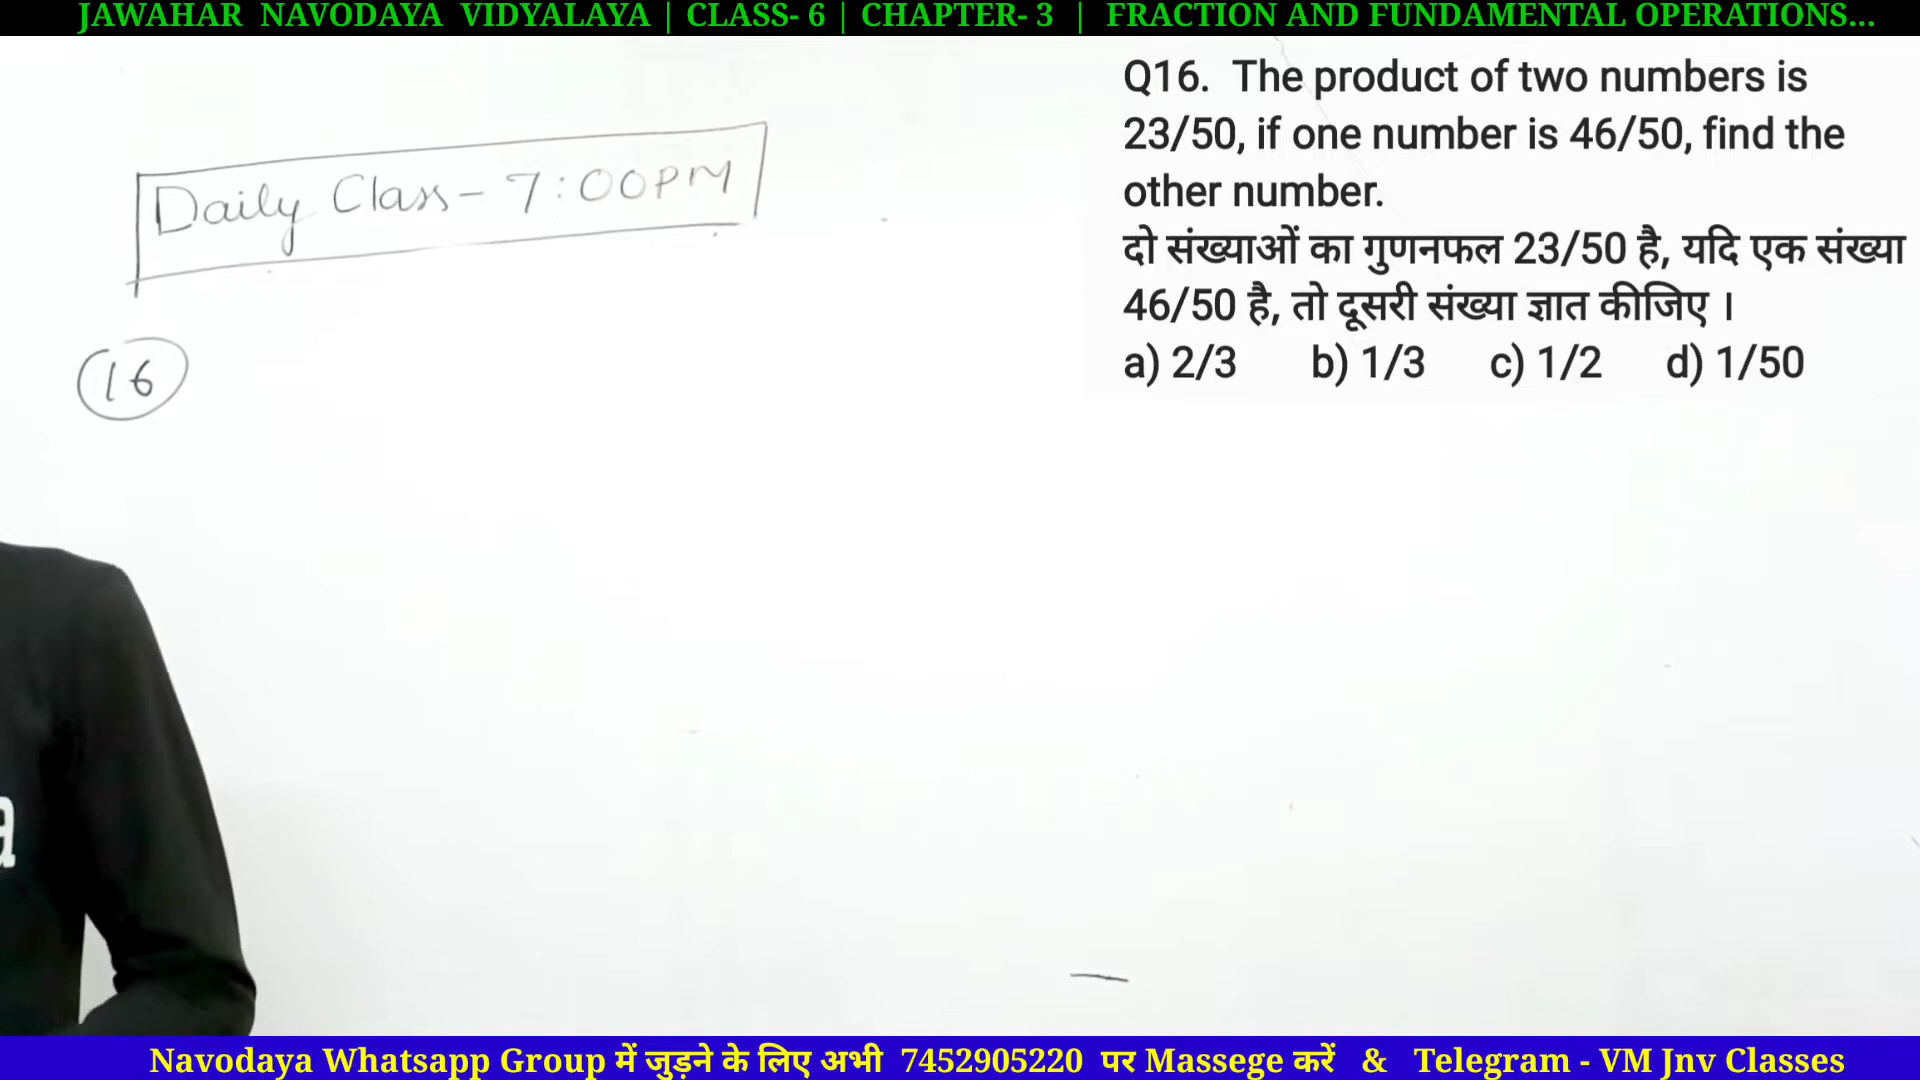 JAWAHAR NAVODAYA VIDYALAYA | CLASS- 6 | CHAPTER- 3 | FRACTION AND FUNDAMENTAL OPERATIONS...
Daily Class- 7:00PM
16
Q16. The product of two numbers is
23/50, if one number is 46/50, find the
other number.
दो संख्याओं का गुणनफल 23/50 है, यदि एक संख्या
46/50 है, तो दूसरी संख्या ज्ञात कीजिए ।
a) 2/3 b) 1/3 c) 1/2 d) 1/50
a
Navodaya Whatsapp Group में जुड़ने के लिए अभी 7452905220 पर Massege करें & Telegram - VM Jnv Classes